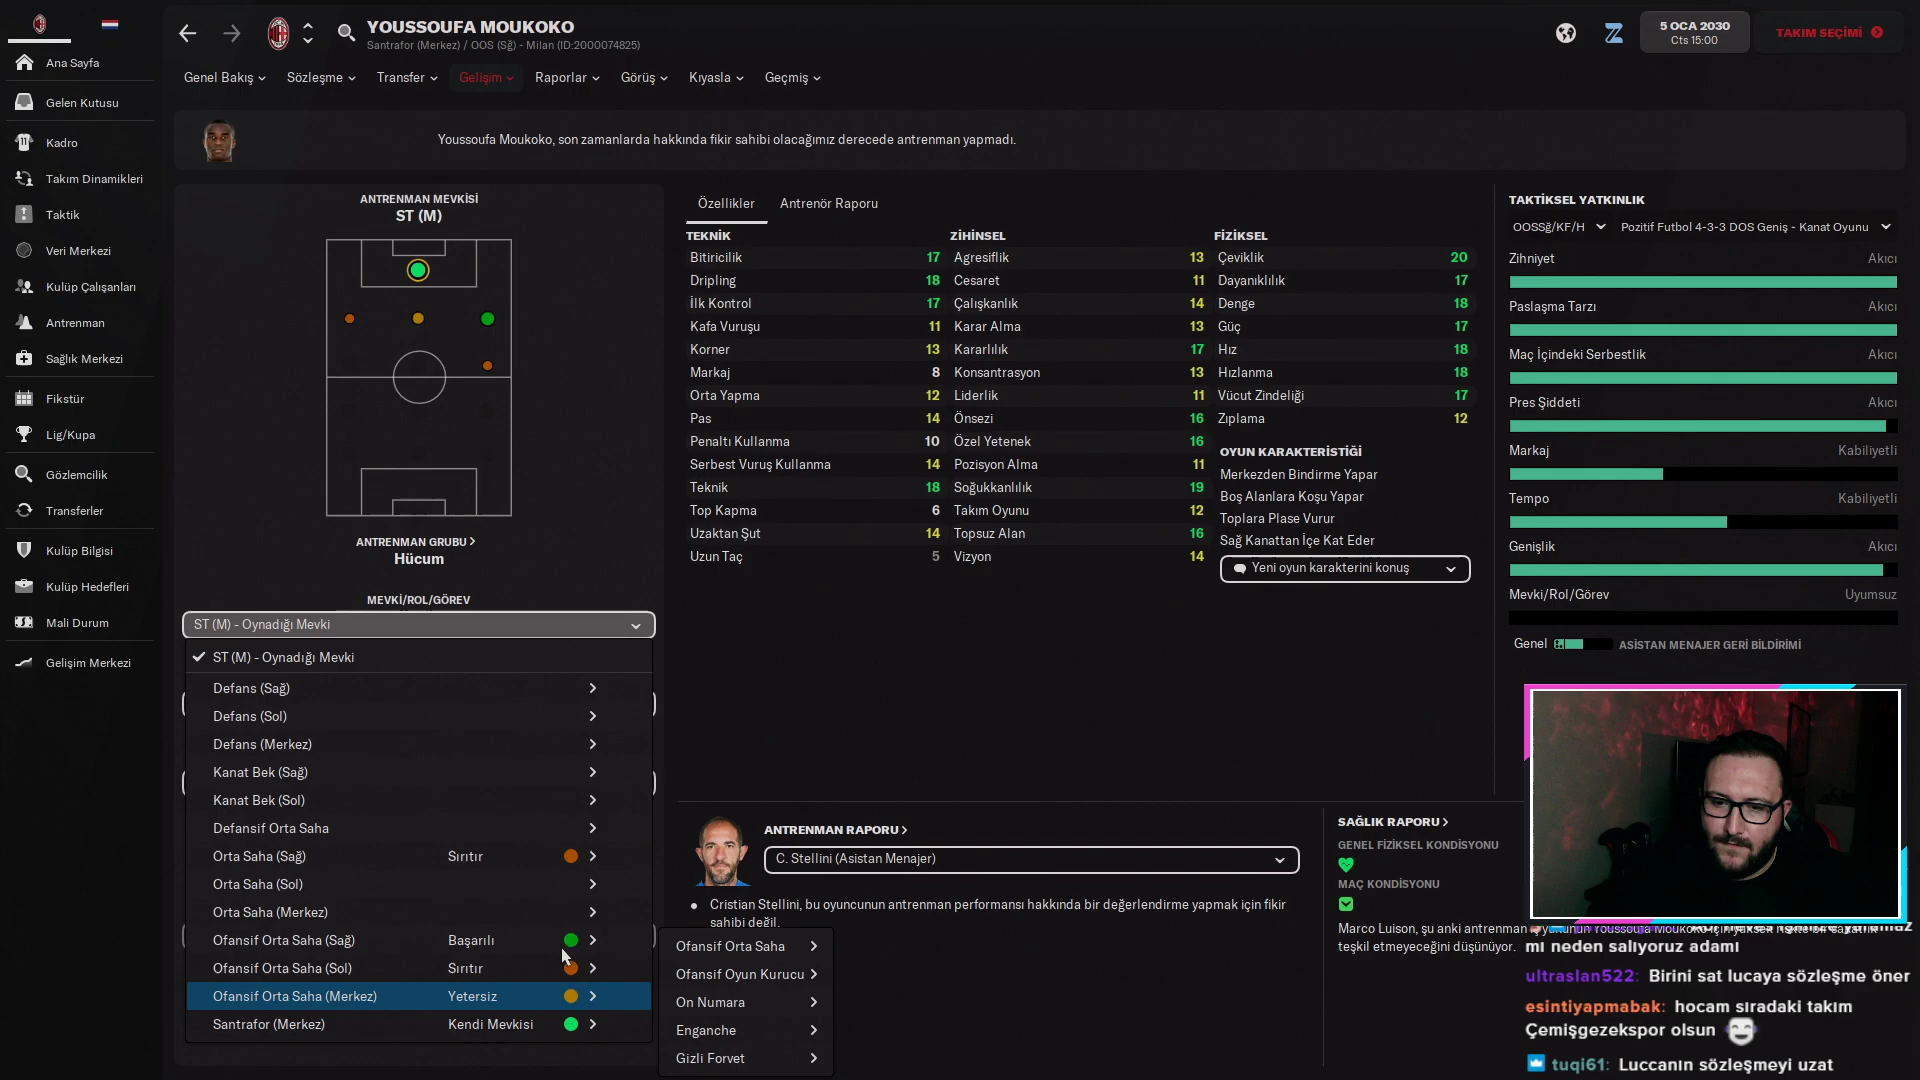 YOUSSOUFA MOUKOKO
Santrafor (Merkez) / OOS (Sğ) - Milan (ID:2000074825)
5 OCA 2030
Cts 15:00
TAKIM SEÇİMİ
Genel Bakış
Sözleşme
Transfer
Gelişim
Raporlar
Görüş
Kıyasla
Geçmiş
Ana Sayfa
Gelen Kutusu
Kadro
Takım Dinamikleri
Taktik
Veri Merkezi
Kulüp Çalışanları
Antrenman
Sağlık Merkezi
Fikstür
Lig/Kupa
Gözlemcilik
Transferler
Kulüp Bilgisi
Kulüp Hedefleri
Mali Durum
Gelişim Merkezi
Youssoufa Moukoko, son zamanlarda hakkında fikir sahibi olacağımız derecede antrenman yapmadı.
ANTRENMAN MEVKİSİ
ST (M)
ANTRENMAN GRUBU
Hücum
MEVKİ/ROL/GÖREV
ST (M) - Oynadığı Mevki
ST (M) - Oynadığı Mevki
Defans (Sağ)
Defans (Sol)
Defans (Merkez)
Kanat Bek (Sağ)
Kanat Bek (Sol)
Defansif Orta Saha
Orta Saha (Sağ) Sırıtır
Orta Saha (Sol)
Orta Saha (Merkez)
Ofansif Orta Saha (Sağ) Başarılı
Ofansif Orta Saha (Sol) Sırıtır
Ofansif Orta Saha (Merkez) Yetersiz
Santrafor (Merkez) Kendi Mevkisi
Ofansif Orta Saha
Ofansif Oyun Kurucu
On Numara
Enganche
Gizli Forvet
Özellikler
Antrenör Raporu
TEKNİK
Bitiricilik 17
Dripling 18
İlk Kontrol 17
Kafa Vuruşu 11
Korner 13
Markaj 8
Orta Yapma 12
Pas 14
Penaltı Kullanma 10
Serbest Vuruş Kullanma 14
Teknik 18
Top Kapma 6
Uzaktan Şut 14
Uzun Taç 5
ZİHİNSEL
Agresiflik 13
Cesaret 11
Çalışkanlık 14
Karar Alma 13
Kararlılık 17
Konsantrasyon 13
Liderlik 11
Önsezi 16
Özel Yetenek 16
Pozisyon Alma 11
Soğukkanlılık 19
Takım Oyunu 12
Topsuz Alan 16
Vizyon 14
FİZİKSEL
Çeviklik 20
Dayanıklılık 17
Denge 18
Güç 17
Hız 18
Hızlanma 18
Vücut Zindeliği 17
Zıplama 12
OYUN KARAKTERİSTİĞİ
Merkezden Bindirme Yapar
Boş Alanlara Koşu Yapar
Toplara Plase Vurur
Sağ Kanattan İçe Kat Eder
Yeni oyun karakterini konuş
TAKTİKSEL YATKINLIK
OOSSğ/KF/H
Pozitif Futbol 4-3-3 DOS Geniş - Kanat Oyunu
Zihniyet Akıcı
Paslaşma Tarzı Akıcı
Maç İçindeki Serbestlik Akıcı
Pres Şiddeti Akıcı
Markaj Kabiliyetli
Tempo Kabiliyetli
Genişlik Akıcı
Mevki/Rol/Görev Uyumsuz
Genel
ASİSTAN MENAJER GERİ BİLDİRİMİ
ANTRENMAN RAPORU
C. Stellini (Asistan Menajer)
Cristian Stellini, bu oyuncunun antrenman performansı hakkında bir değerlendirme yapmak için fikir
sahibi değil.
SAĞLIK RAPORU
GENEL FİZİKSEL KONDİSYONU
MAÇ KONDİSYONU
Marco Luison, şu anki antrenman
teşkil etmeyeceğini düşünüyor.
mi neden salıyoruz adamı
ultraslan522: Birini sat lucaya sözleşme öner
esintiyapmabak: hocam sıradaki takım
Çemişgezekspor olsun
tuqi61: Luccanın sözleşmeyi uzat